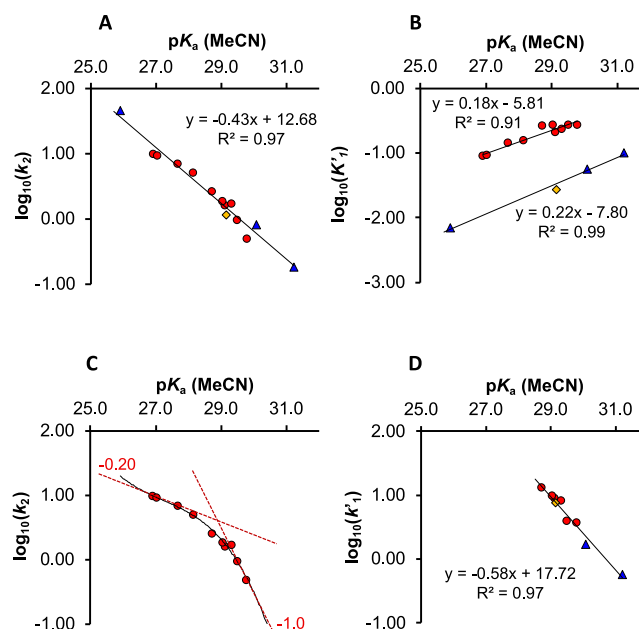 A
pKₐ (MeCN)
25.0 27.0 29.0 31.0
2.00
1.00
0.00
-1.00
log₁₀(k₂)
y = -0.43x + 12.68
R² = 0.97
B
pKₐ (MeCN)
25.0 27.0 29.0 31.0
0.00
-1.00
-2.00
-3.00
log₁₀(K'₁)
y = 0.18x - 5.81
R² = 0.91
y = 0.22x - 7.80
R² = 0.99
C
pKₐ (MeCN)
25.0 27.0 29.0 31.0
2.00
1.00
0.00
-1.00
log₁₀(k₂)
-0.20
-1.0
D
pKₐ (MeCN)
25.0 27.0 29.0 31.0
2.00
1.00
0.00
-1.00
log₁₀(k'₁)
y = -0.58x + 17.72
R² = 0.97